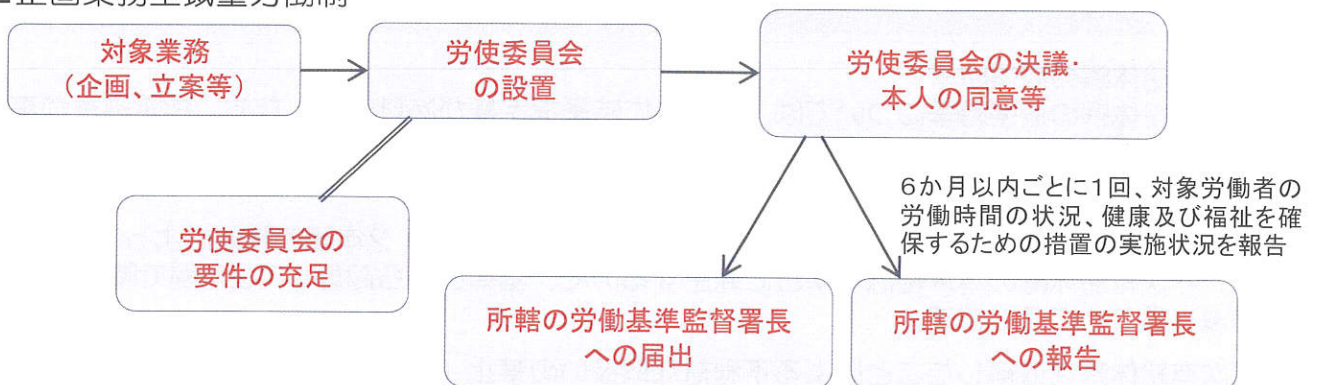 企画業務型裁量労働制
対象業務
(企画、立案等)
労使委員会
の設置
労使委員会の決議・
本人の同意等
6か月以内ごとに1回、対象労働者の
労働時間の状況、健康及び福祉を確
保するための措置の実施状況を報告
労使委員会の
要件の充足
所轄の労働基準監督署長
への届出
所轄の労働基準監督署長
への報告